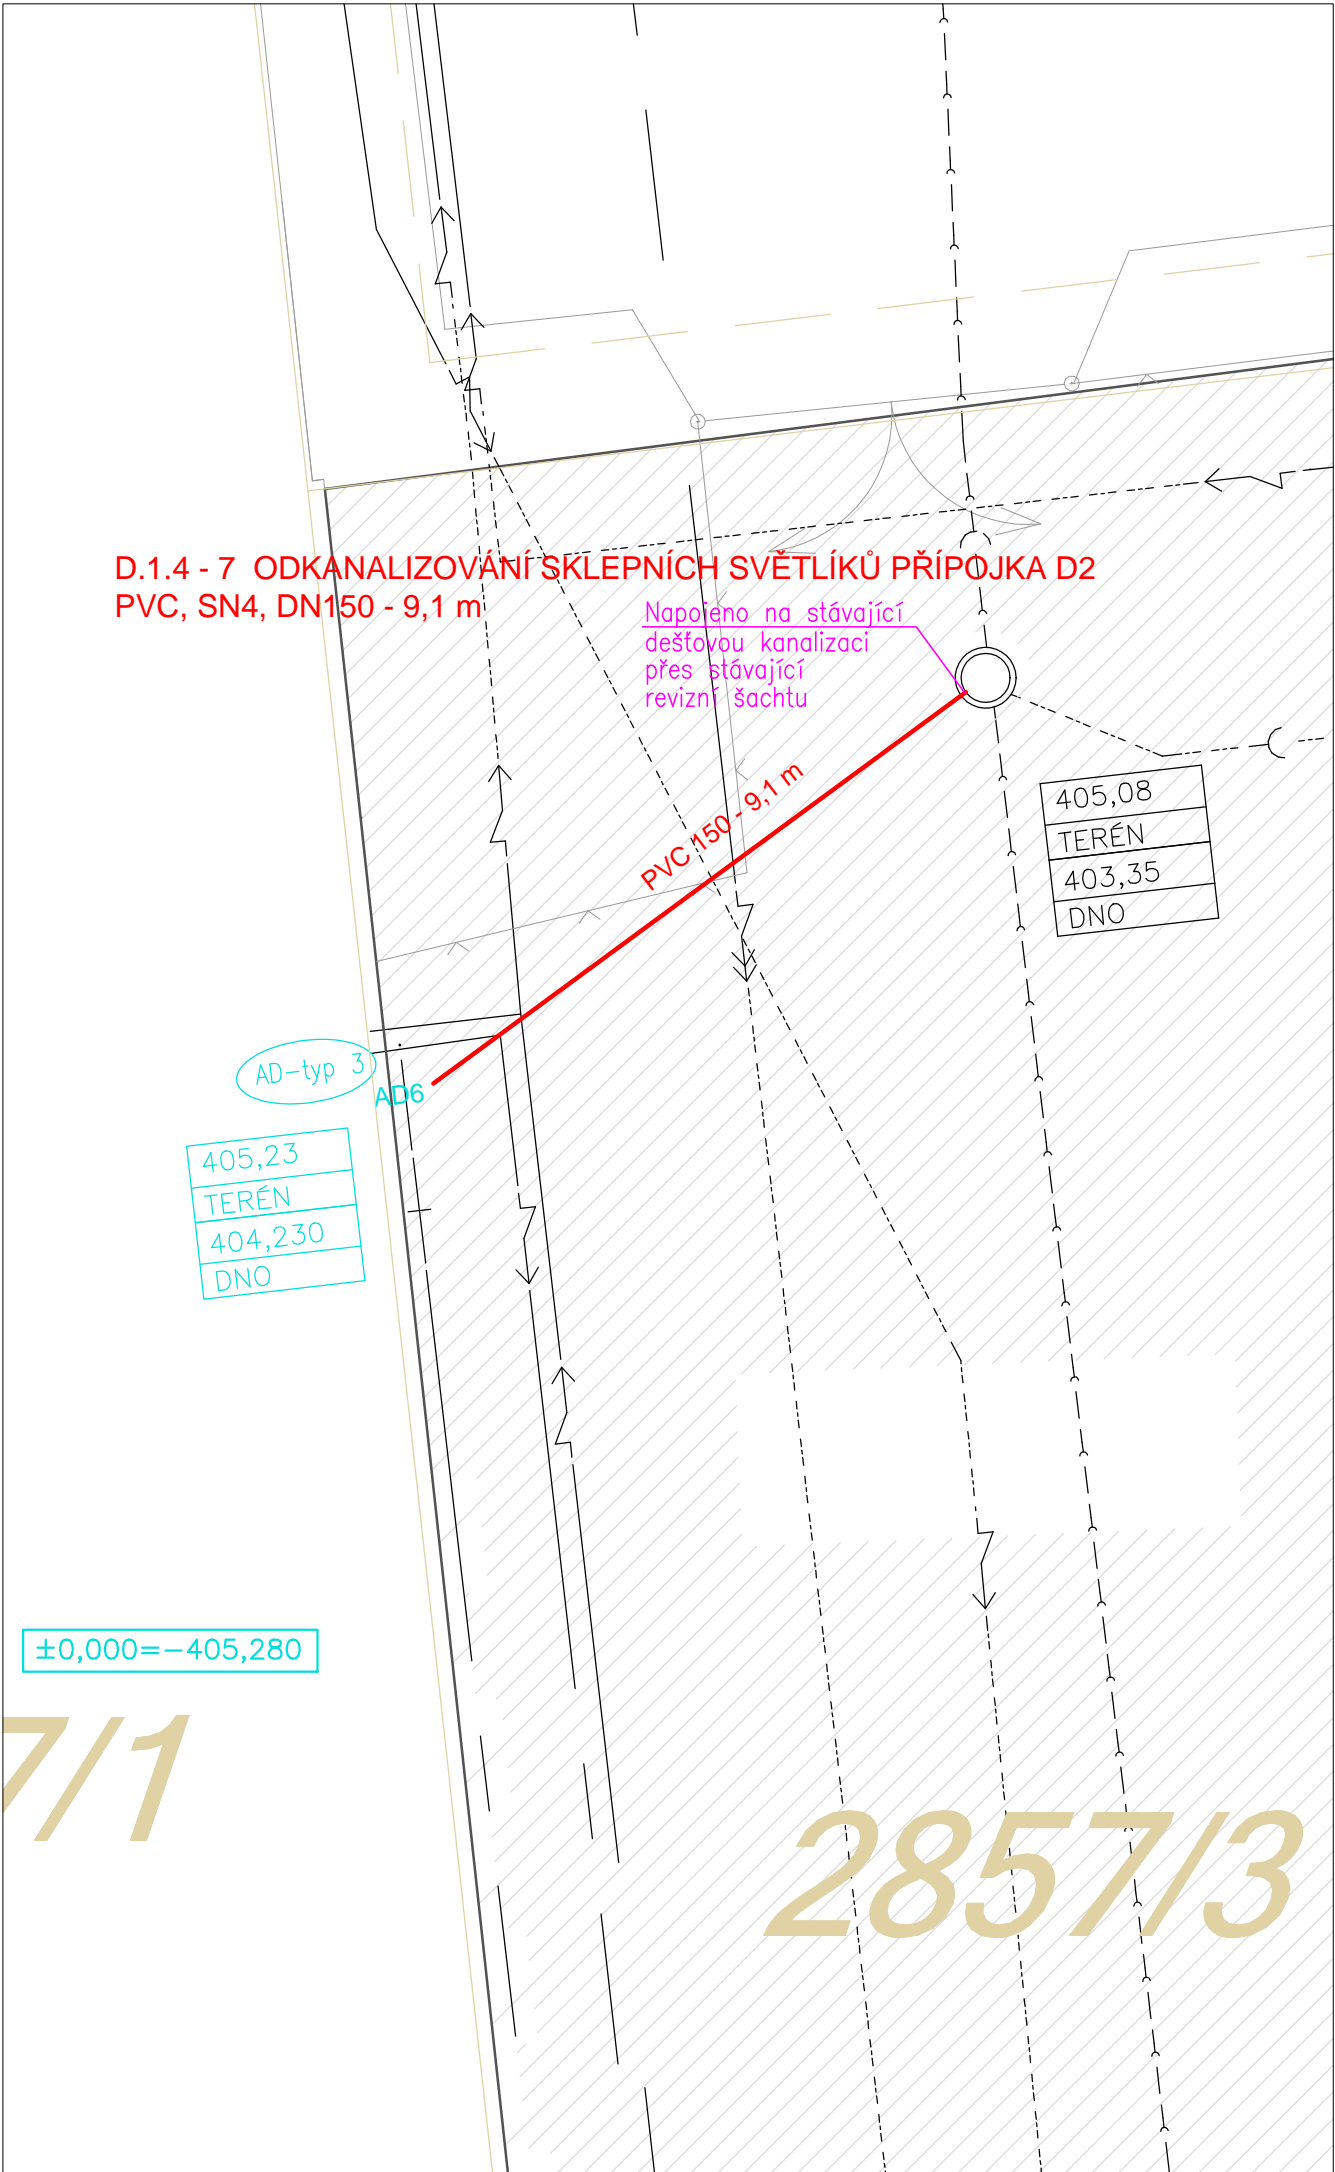 D.1.4 - 7 ODKANALIZOVÁNÍ SKLEPNÍCH SVĚTLÍKŮ PŘÍPOJKA D2
PVC, SN4, DN150 - 9,1 m
Napojeno na stávající
dešťovou kanalizaci
přes stávající
revizní šachtu
PVC 150 - 9,1 m
405,08
TERÉN
403,35
DNO
AD-typ 3
AD6
405,23
TERÉN
404,230
DNO
±0,000=-405,280
7/1
2857/3